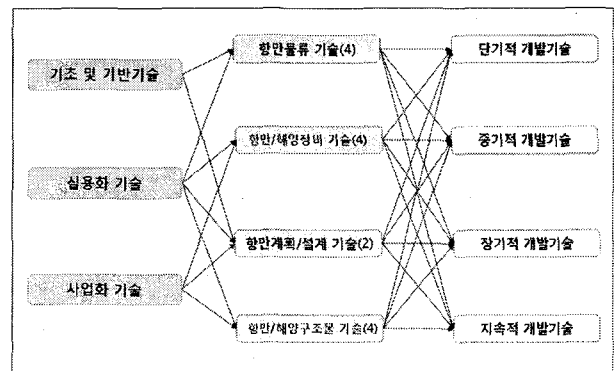 기초 및 기반기술
실용화 기술
사업화 기술
항만물류 기술(4)
항만/해양장비 기술(4)
항만계획/설계 기술(2)
항만/해양구조물 기술(4)
단기적 개발기술
중기적 개발기술
장기적 개발기술
지속적 개발기술